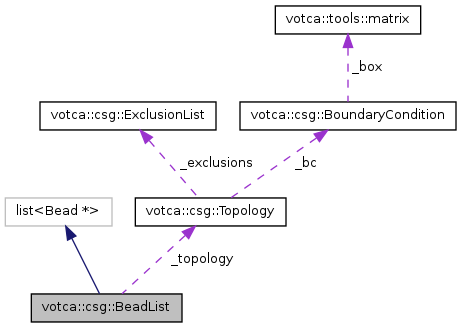 votca::tools::matrix
_box
votca::csg::ExclusionList
votca::csg::BoundaryCondition
_exclusions
_bc
list<Bead *>
votca::csg::Topology
_topology
votca::csg::BeadList